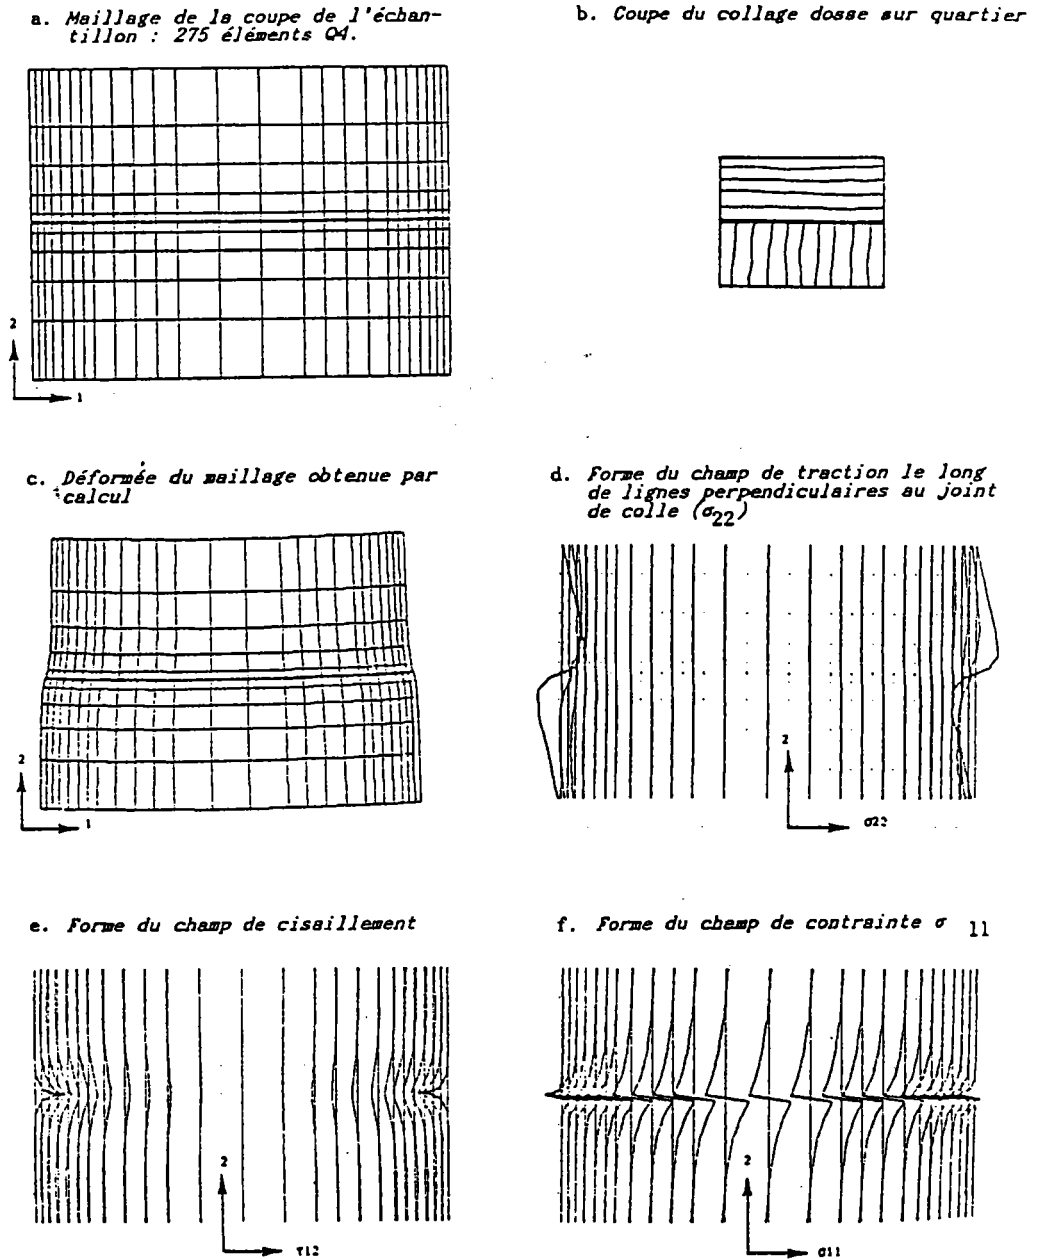 a. Maillage de la coupe de l'échan-
tillon : 275 éléments Q4.
b. Coupe du collage dosse sur quartier
2
1
c. Déformée du maillage obtenue par
calcul
d. Forme du champ de traction le long
de lignes perpendiculaires au joint
de colle (σ22)
2
1
2
σ22
e. Forme du champ de cisaillement
f. Forme du champ de contrainte σ 11
2
τ12
2
σ11